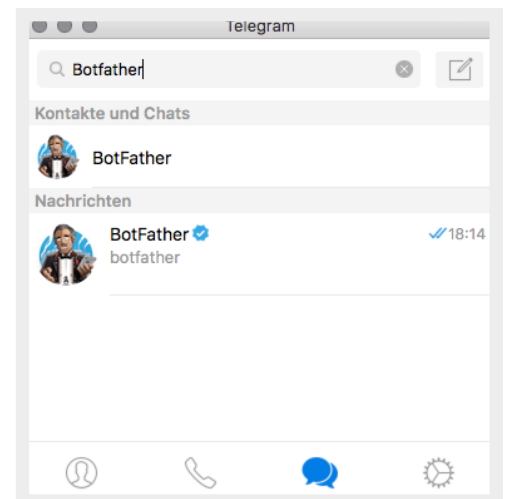 Telegram
Botfather
Kontakte und Chats
BotFather
Nachrichten
BotFather 18:14
botfather